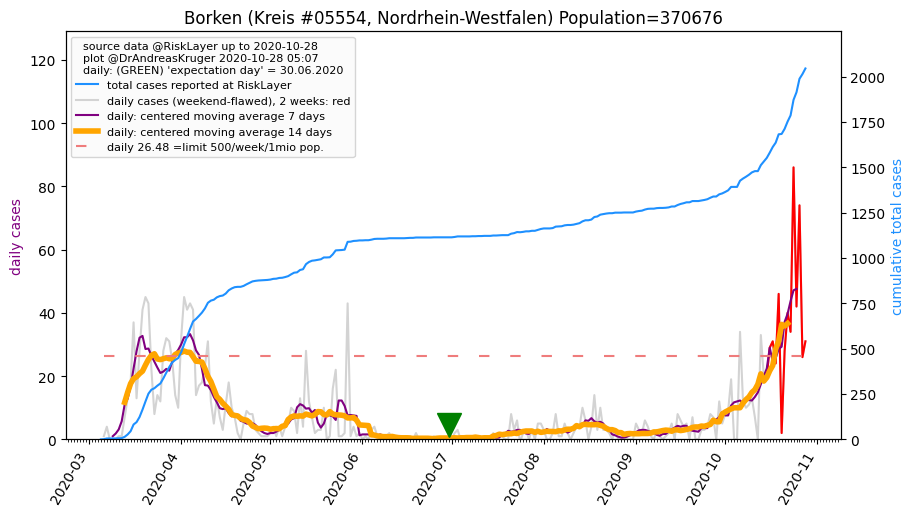 Borken (Kreis #05554, Nordrhein-Westfalen) Population=370676
source data @RiskLayer up to 2020-10-28
plot @DrAndreasKruger 2020-10-28 05:07
daily: (GREEN) 'expectation day' = 30.06.2020
total cases reported at RiskLayer
daily cases (weekend-flawed), 2 weeks: red
daily: centered moving average 7 days
daily: centered moving average 14 days
daily 26.48 =limit 500/week/1mio pop.
daily cases
120
100
80
60
40
20
0
cumulative total cases
2000
1750
1500
1250
1000
750
500
250
0
2020-03
2020-04
2020-05
2020-06
2020-07
2020-08
2020-09
2020-10
2020-11